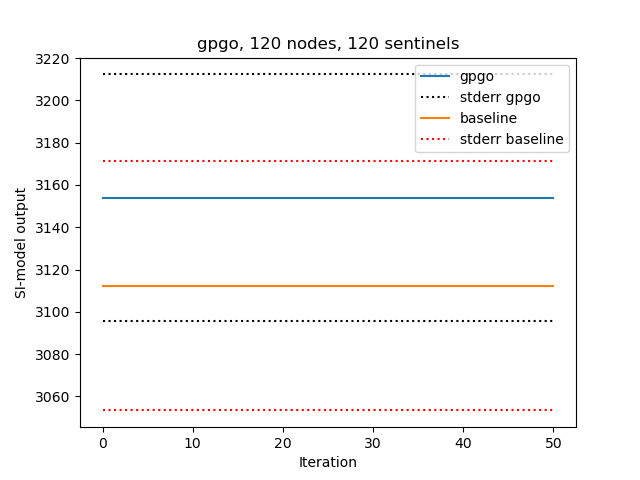 gpgo, 120 nodes, 120 sentinels
3220
3200
3180
3160
3140
3120
3100
3080
3060
SI-model output
gpgo
stderr gpgo
baseline
stderr baseline
0 10 20 30 40 50
Iteration